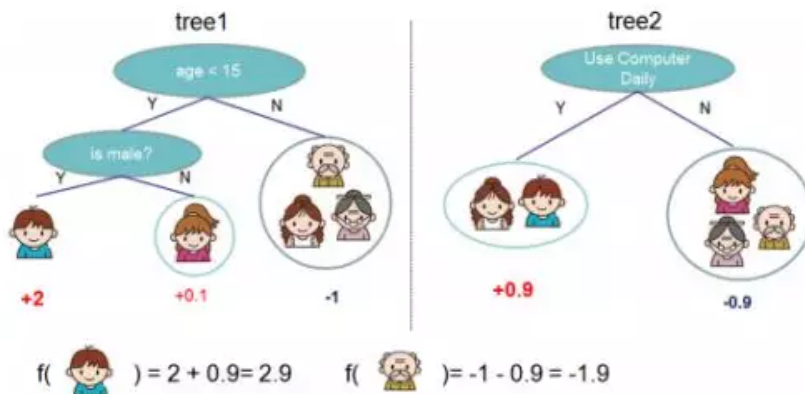 tree1
tree2
age < 15
Use Computer
Daily
Y
N
Y
N
is male?
Y
N
+2
+0.1
-1
+0.9
-0.9
f( ) = 2 + 0.9= 2.9
f( )= -1 - 0.9 = -1.9